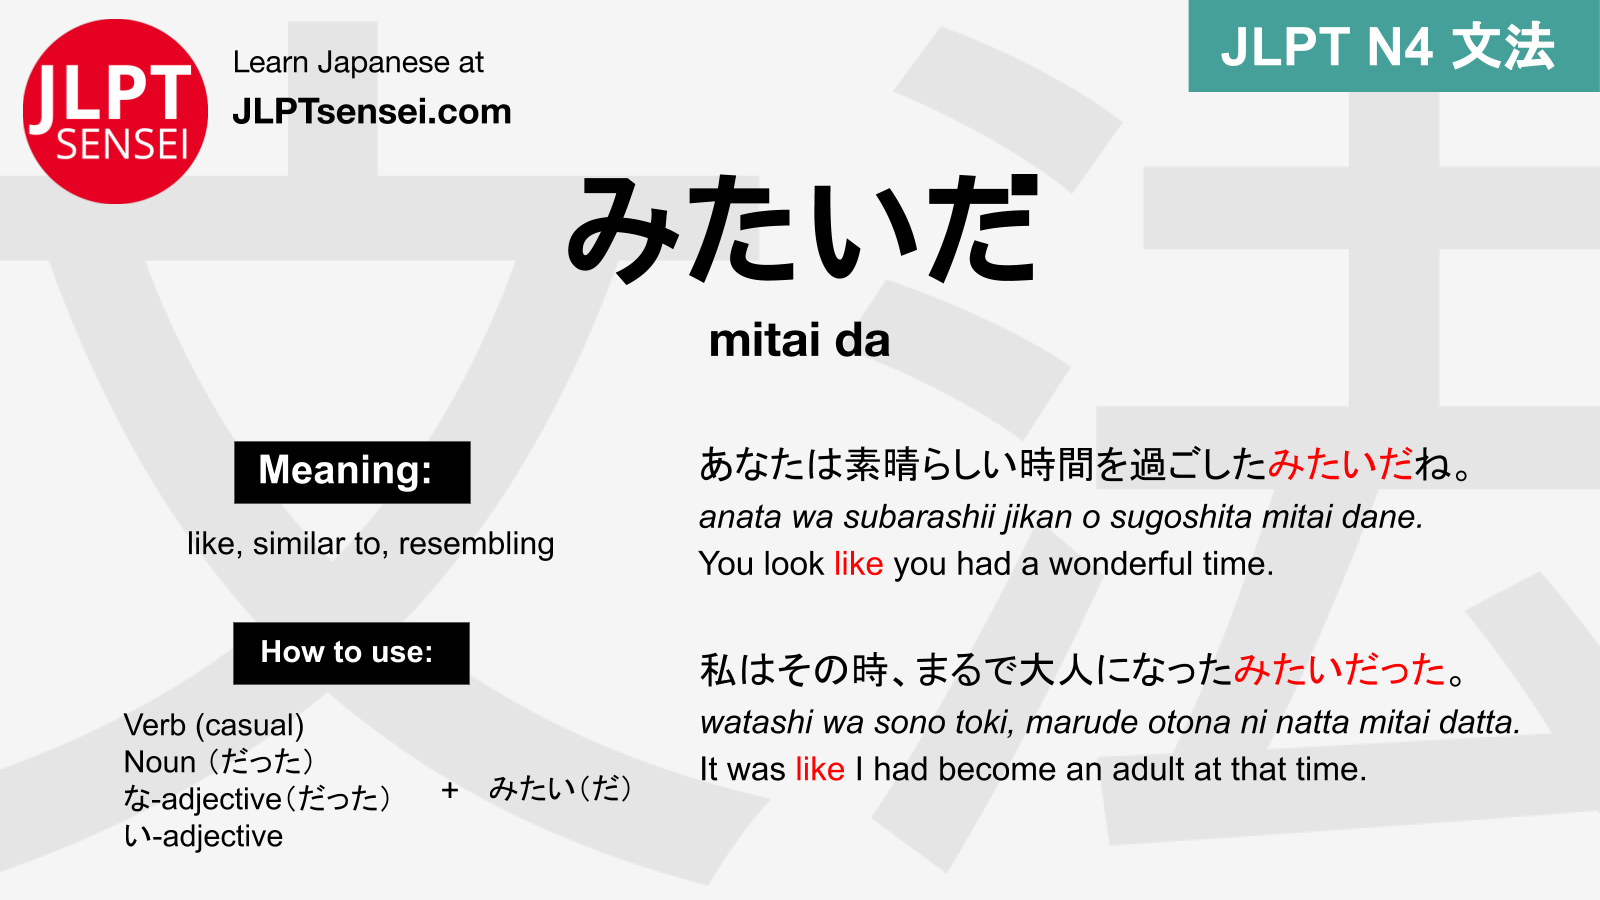 JLPT
SENSEI
Learn Japanese at
JLPTsensei.com
JLPT N4 文法
みたいだ
mitai da
Meaning:
like, similar to, resembling
How to use:
Verb (casual)
Noun（だった）
な-adjective（だった）
い-adjective
+ みたい（だ）
あなたは素晴らしい時間を過ごしたみたいだね。
anata wa subarashii jikan o sugoshita mitai dane.
You look like you had a wonderful time.
私はその時、まるで大人になったみたいだった。
watashi wa sono toki, marude otona ni natta mitai datta.
It was like I had become an adult at that time.
文法